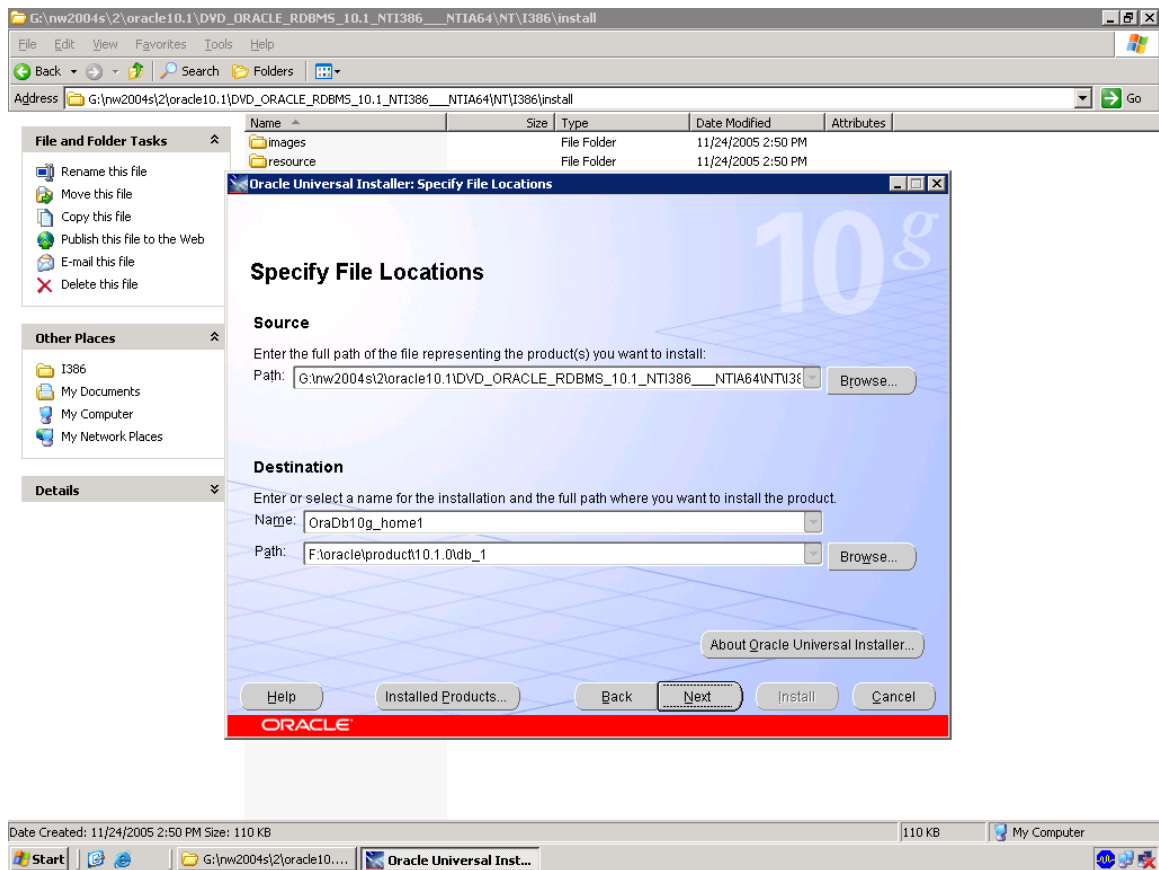 G:\nw2004s\2\oracle10.1\DVD_ORACLE_RDBMS_10.1_NTI386___NTIA64\NT\I386\install
File Edit View Favorites Tools Help
Back Search Folders
Address G:\nw2004s\2\oracle10.1\DVD_ORACLE_RDBMS_10.1_NTI386___NTIA64\NT\I386\install Go
Name Size Type Date Modified Attributes
File and Folder Tasks
images File Folder 11/24/2005 2:50 PM
resource File Folder 11/24/2005 2:50 PM
Rename this file
Move this file
Copy this file
Publish this file to the Web
E-mail this file
Delete this file
Other Places
I386
My Documents
My Computer
My Network Places
Details
Oracle Universal Installer: Specify File Locations
10g
Specify File Locations
Source
Enter the full path of the file representing the product(s) you want to install:
Path: G:\nw2004s\2\oracle10.1\DVD_ORACLE_RDBMS_10.1_NTI386___NTIA64\NT\I38 Browse...
Destination
Enter or select a name for the installation and the full path where you want to install the product.
Name: OraDb10g_home1
Path: F:\oracle\product\10.1.0\db_1 Browse...
About Oracle Universal Installer...
Help Installed Products... Back Next Install Cancel
ORACLE
Date Created: 11/24/2005 2:50 PM Size: 110 KB 110 KB My Computer
Start G:\nw2004s\2\oracle10.... Oracle Universal Inst...